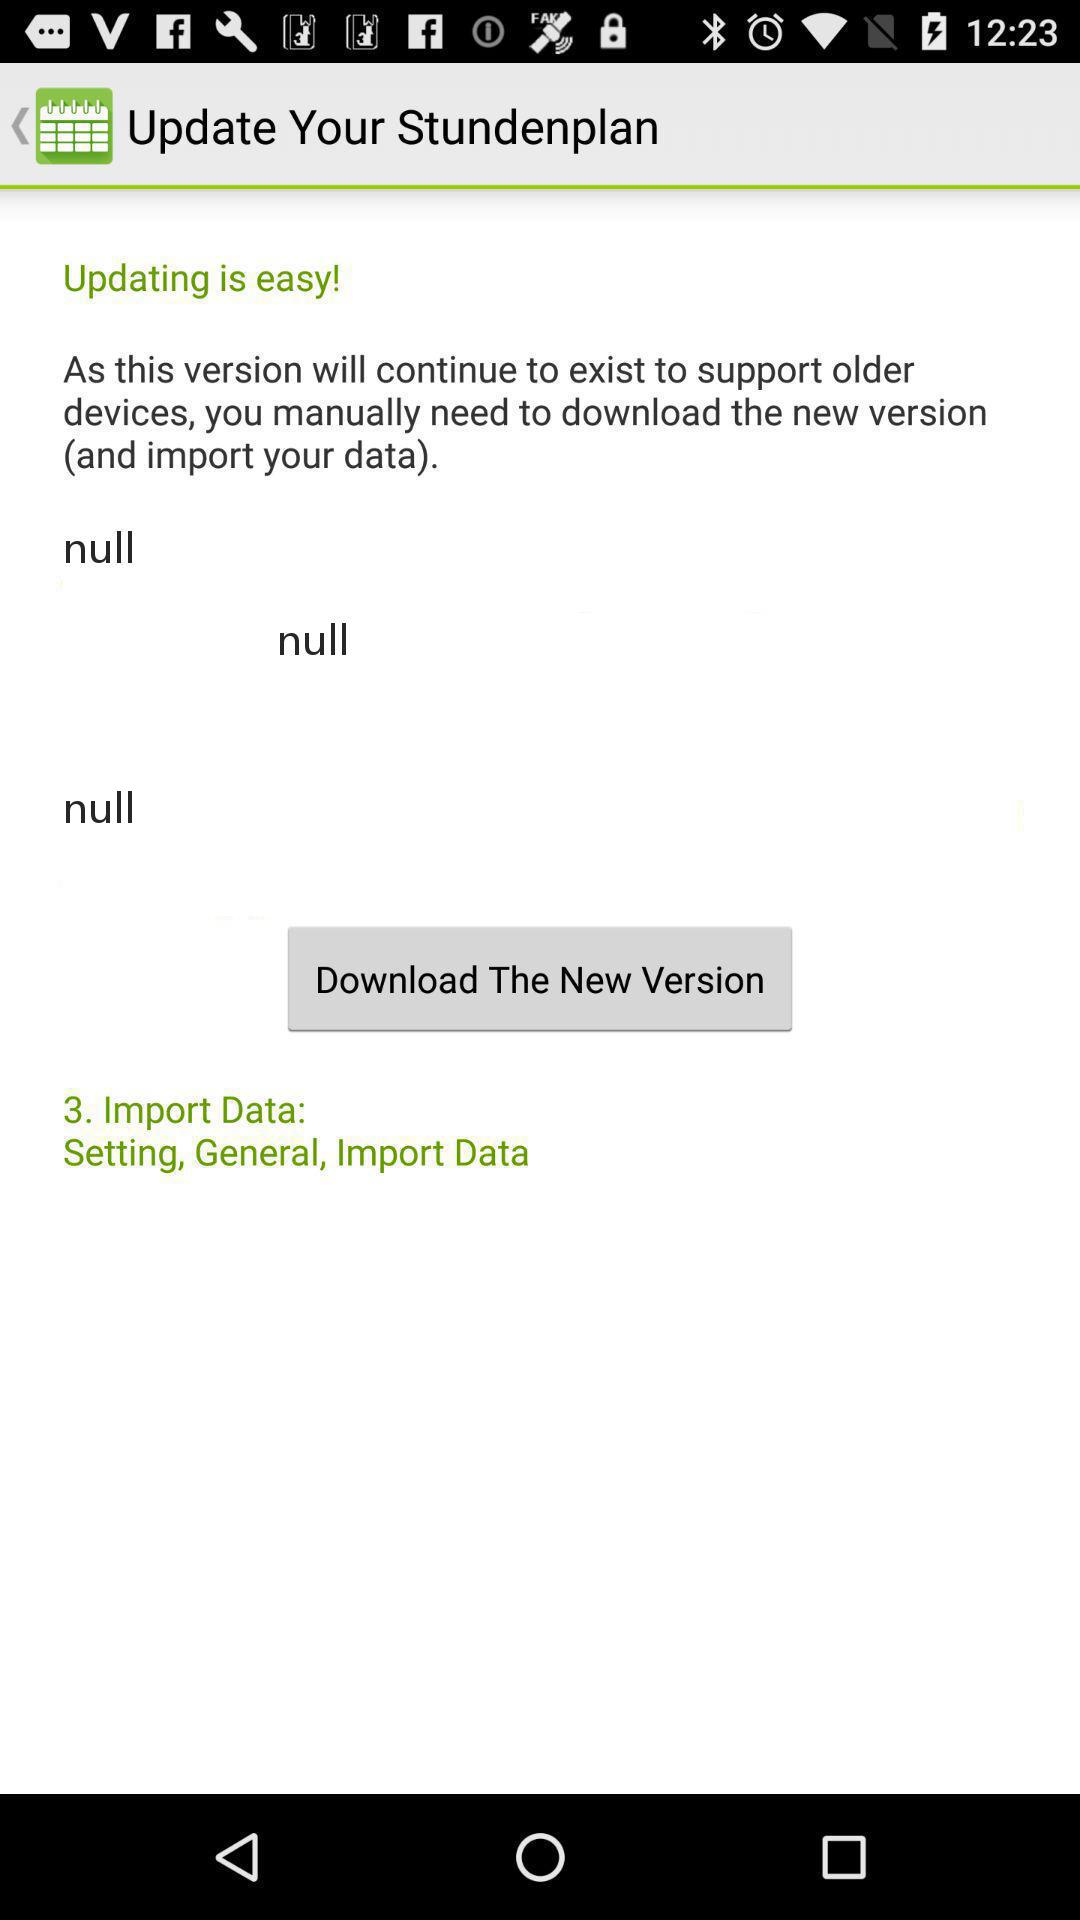 FAKE
12:23
Update Your Stundenplan
Updating is easy!
As this version will continue to exist to support older
devices, you manually need to download the new version
(and import your data).
null
null
null
Download The New Version
3. Import Data:
Setting, General, Import Data